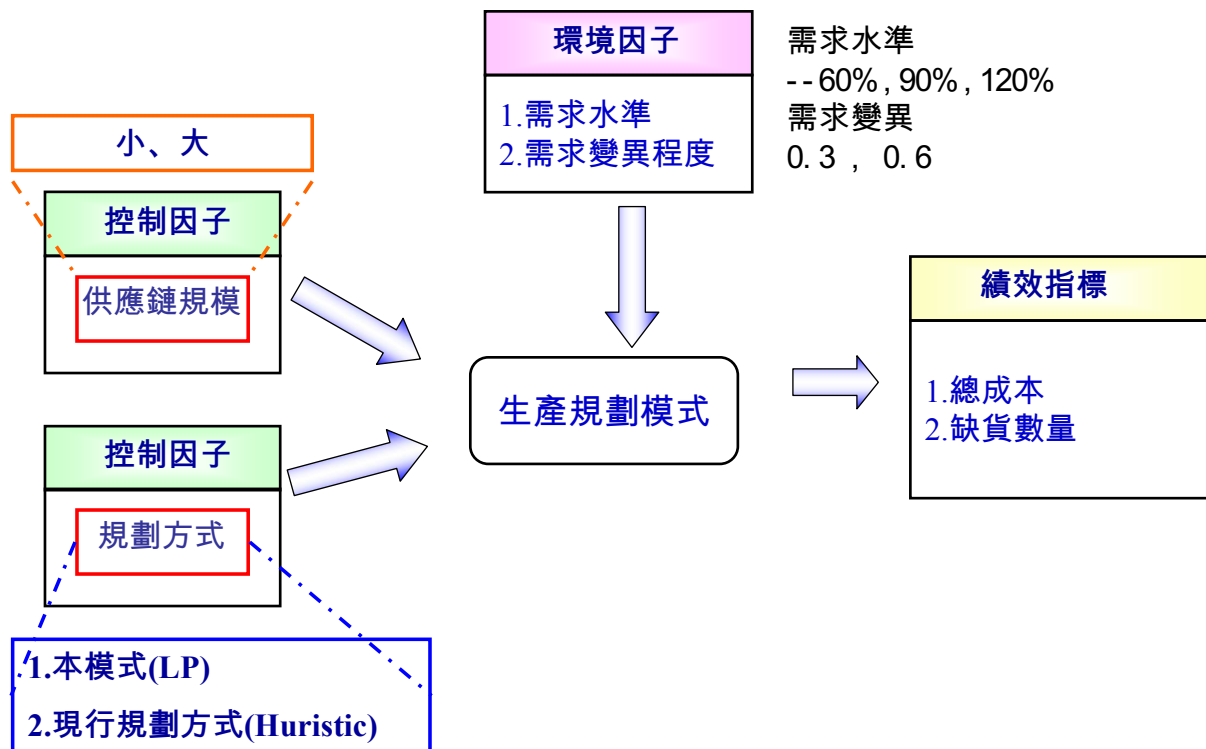 環境因子
1.需求水準
2.需求變異程度
需求水準
--60%,90%,120%
需求變異
0.3 , 0.6
小、大
控制因子
供應鏈規模
績效指標
1.總成本
2.缺貨數量
生產規劃模式
控制因子
規劃方式
1.本模式(LP)
2.現行規劃方式(Huristic)